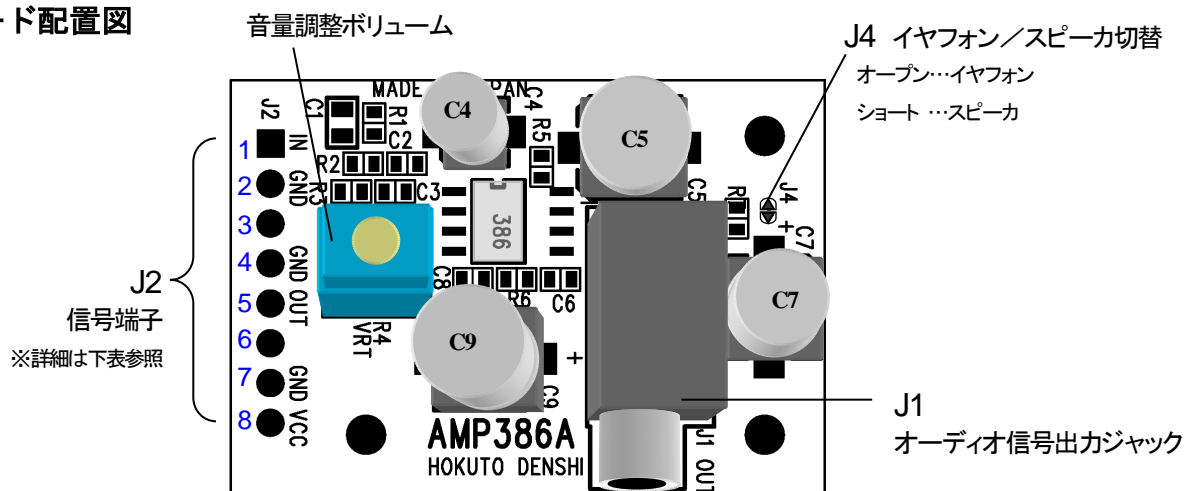 ド配置図
音量調整ボリューム
J4 イヤフォン／スピーカ切替
オープン…イヤフォン
ショート …スピーカ
MADE
PAN
J2
C1
R1
C4
C4
R5
C5
C2
IN
1
R2
2
GND
R3
C3
C5
R
J4
3
386
+
C7
4
GND
C8
J2
5
OUT
R6
C6
C7
信号端子
R4
VRT
C9
6
+
※詳細は下表参照
7
GND
C9
8
VCC
J1
AMP386A
HOKUTO DENSHI
J1 OUT
オーディオ信号出力ジャック